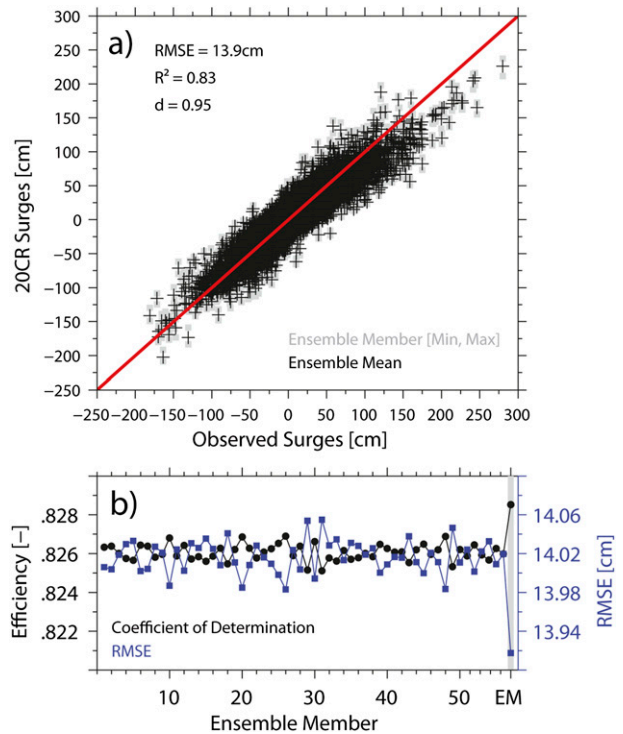 a)
RMSE = 13.9cm
R² = 0.83
d = 0.95
300
250
200
150
100
50
0
−50
−100
−150
−200
−250
20CR Surges [cm]
Ensemble Member [Min, Max]
Ensemble Mean
−250 −200 −150 −100 −50 0 50 100 150 200 250 300
Observed Surges [cm]
b)
.828
.826
.824
.822
Efficiency [–]
14.06
14.02
13.98
13.94
RMSE [cm]
Coefficient of Determination
RMSE
10 20 30 40 50 EM
Ensemble Member